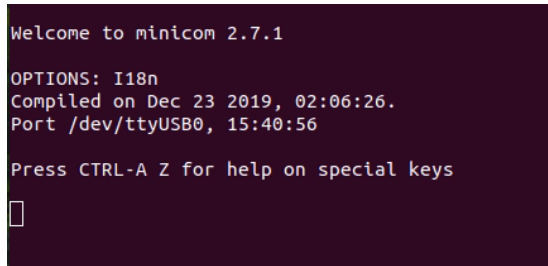 Welcome to minicom 2.7.1
OPTIONS: I18n
Compiled on Dec 23 2019, 02:06:26.
Port /dev/ttyUSB0, 15:40:56
Press CTRL-A Z for help on special keys